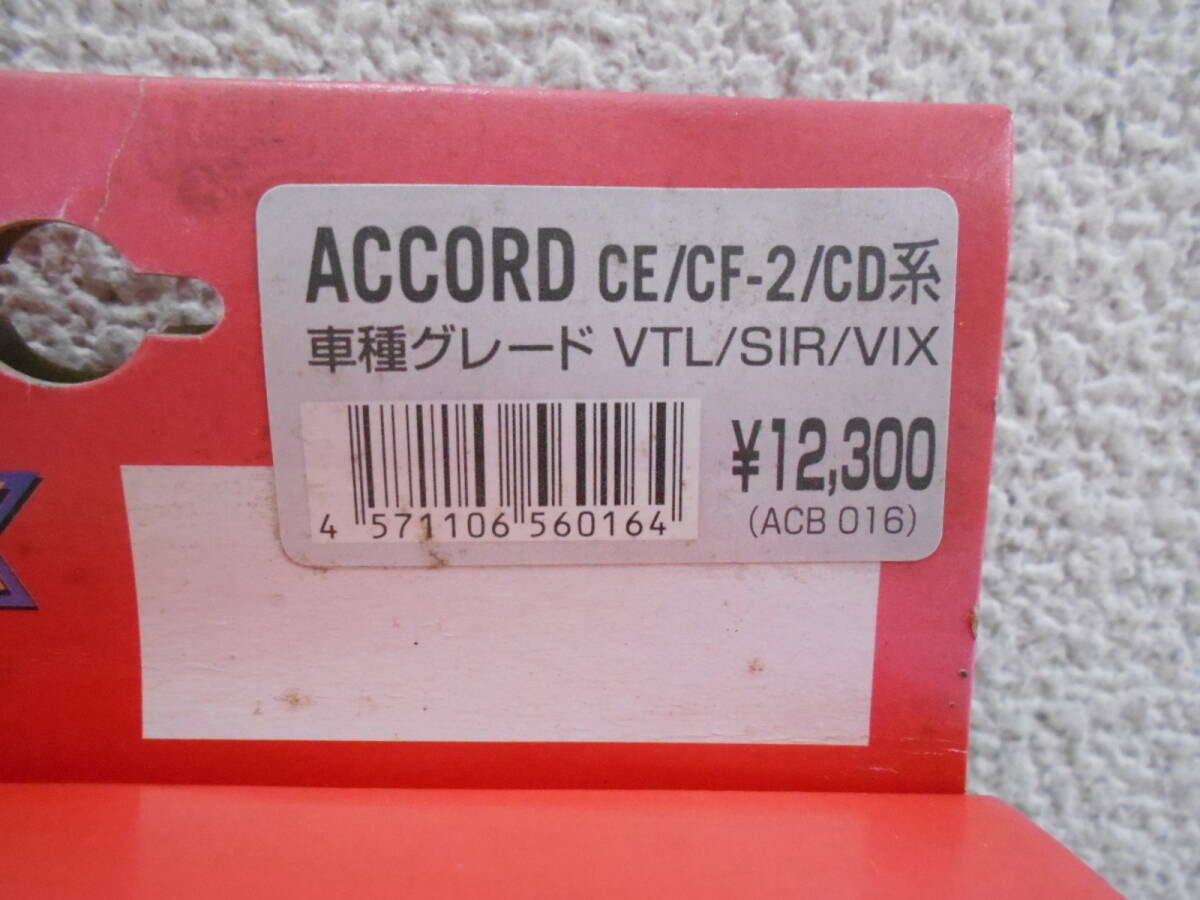 ACCORD CE/CF-2/CD系
車種グレード VTL/SIR/VIX
¥12,300
4 571106 560164
(ACB 016)